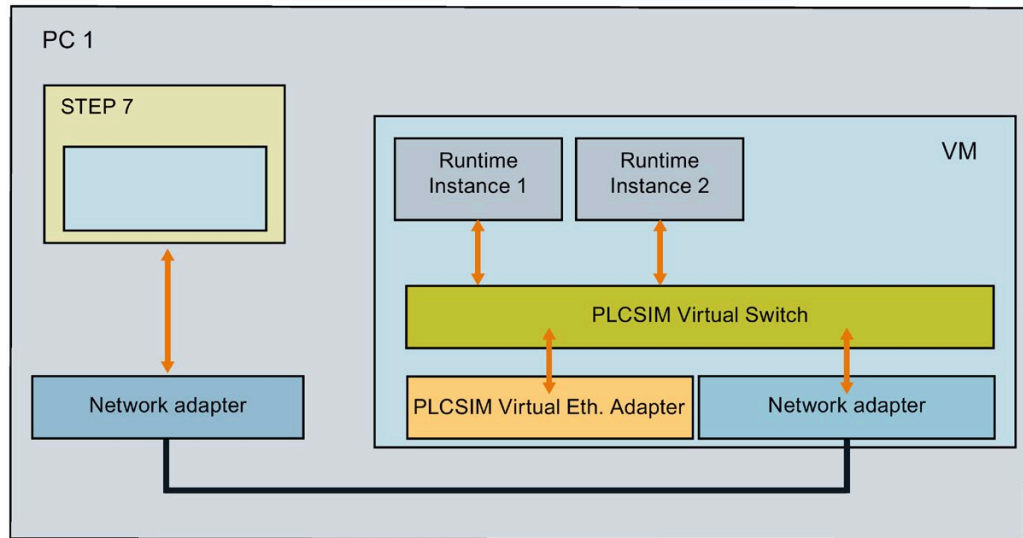 PC 1
STEP 7
VM
Runtime
Instance 1
Runtime
Instance 2
PLCSIM Virtual Switch
Network adapter
PLCSIM Virtual Eth. Adapter
Network adapter